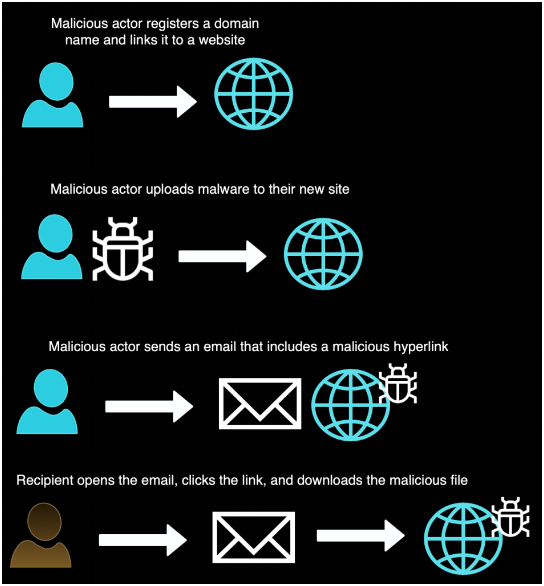 Malicious actor registers a domain
name and links it to a website
Malicious actor uploads malware to their new site
Malicious actor sends an email that includes a malicious hyperlink
Recipient opens the email, clicks the link, and downloads the malicious file